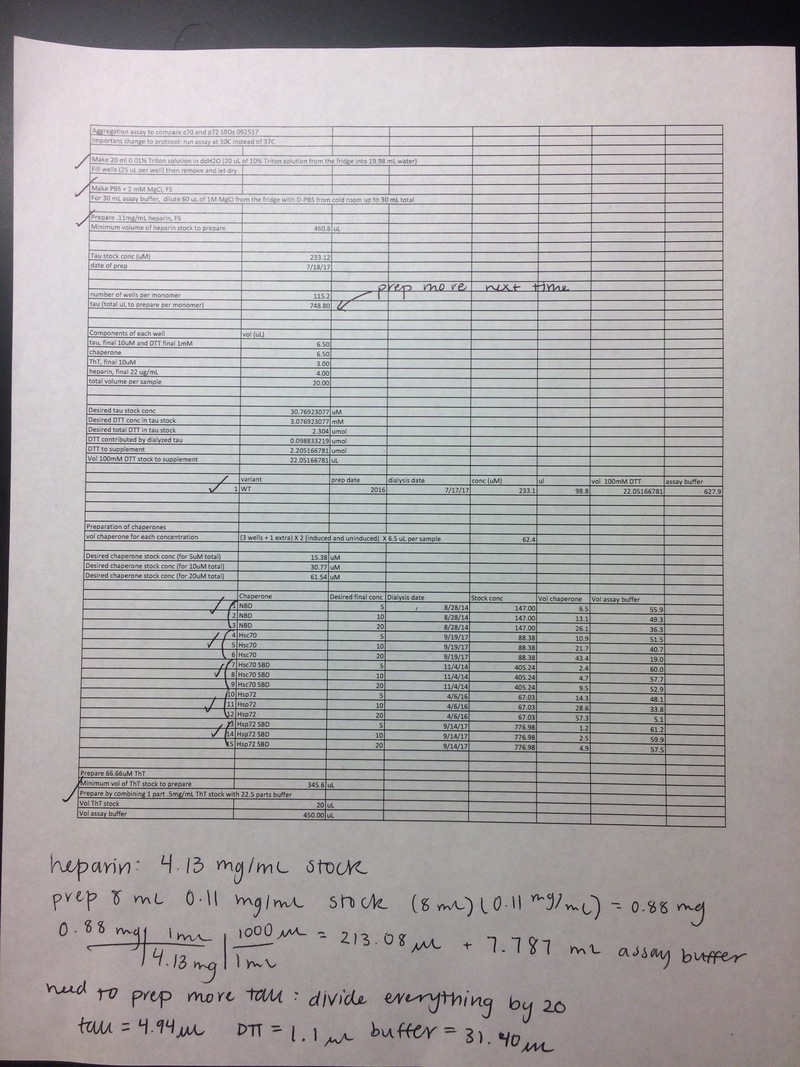 Aggregation assay to compare c70 and p72 SBDs 092517
Important change to protocol: run assay at 30C instead of 37C
Make 20 ml 0.01% Triton solution in ddH2O (20 uL of 10% Triton solution from the fridge into 19.98 mL water)
Fill wells (25 uL per well) then remove and let dry
Make PBS + 2 mM MgCl, FS
For 30 mL assay buffer, dilute 60 uL of 1M MgCl from the fridge with D-PBS from cold room up to 30 mL total
Prepare .11mg/mL heparin, FS
Minimum volume of heparin stock to prepare 460.8 uL
Tau stock conc (uM) 233.12
date of prep 7/18/17
prep more next time
number of wells per monomer 115.2
tau (total uL to prepare per monomer) 748.80
Components of each well vol (uL)
tau, final 10uM and DTT final 1mM 6.50
chaperone 6.50
ThT, final 10uM 3.00
heparin, final 22 ug/mL 4.00
total volume per sample 20.00
Desired tau stock conc 30.76923077 uM
Desired DTT conc in tau stock 3.076923077 mM
Desired total DTT in tau stock 2.304 umol
DTT contributed by dialyzed tau 0.098833219 umol
DTT to supplement 2.205166781 umol
Vol 100mM DTT stock to supplement 22.05166781 uL
variant prep date dialysis date conc (uM) ul vol 100mM DTT assay buffer
1 WT 2016 7/17/17 233.1 98.8 22.05166781 627.9
Preparation of chaperones
vol chaperone for each concentration (3 wells + 1 extra) X 2 (induced and uninduced) X 6.5 uL per sample 62.4
Desired chaperone stock conc (for 5uM total) 15.38 uM
Desired chaperone stock conc (for 10uM total) 30.77 uM
Desired chaperone stock conc (for 20uM total) 61.54 uM
Chaperone Desired final conc Dialysis date Stock conc Vol chaperone Vol assay buffer
1 NBD 5 8/28/14 147.00 6.5 55.9
2 NBD 10 8/28/14 147.00 13.1 49.3
3 NBD 20 8/28/14 147.00 26.1 36.3
4 Hsc70 5 9/19/17 88.38 10.9 51.5
5 Hsc70 10 9/19/17 88.38 21.7 40.7
6 Hsc70 20 9/19/17 88.38 43.4 19.0
7 Hsc70 SBD 5 11/4/14 405.24 2.4 60.0
8 Hsc70 SBD 10 11/4/14 405.24 4.7 57.7
9 Hsc70 SBD 20 11/4/14 405.24 9.5 52.9
10 Hsp72 5 4/6/16 67.03 14.3 48.1
11 Hsp72 10 4/6/16 67.03 28.6 33.8
12 Hsp72 20 4/6/16 67.03 57.3 5.1
13 Hsp72 SBD 5 9/14/17 776.98 1.2 61.2
14 Hsp72 SBD 10 9/14/17 776.98 2.5 59.9
15 Hsp72 SBD 20 9/14/17 776.98 4.9 57.5
Prepare 66.66uM ThT
Minimum vol of ThT stock to prepare 345.6 uL
Prepare by combining 1 part .5mg/mL ThT stock with 22.5 parts buffer
Vol ThT stock 20 uL
Vol assay buffer 450.00 uL
heparin: 4.13 mg/mL stock
prep 8 mL 0.11 mg/mL stock (8 mL)(0.11 mg/mL) = 0.88 mg
0.88 mg | 1mL | 1000 uL = 213.08 uL + 7.787 mL assay buffer
4.13 mg | 1mL
need to prep more tau: divide everything by 20
tau = 4.94 uL DTT = 1.1 uL buffer = 31.40 uL